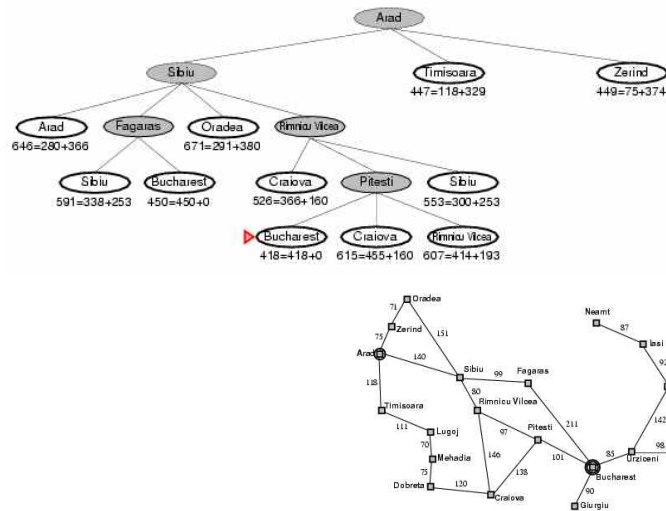 Arad
Sibiu Timisoara Zerind
447=118+329 449=75+374
Arad Fagaras Oradea Rimnicu Vilcea
646=280+366 671=291+380
Sibiu Bucharest Craiova Pitesti Sibiu
591=338+253 450=450+0 526=366+160 553=300+253
Bucharest Craiova Rimnicu Vilcea
418=418+0 615=455+160 607=414+193
Oradea
71
Neamt
Zerind
87
75
151
Iasi
Arad
140
92
Sibiu
99
Fagaras
118
80
Timisoara
Rimnicu Vilcea
111
Lugoj
97
Pitesti
211
142
70
Mehadia
146
101
85
Urziceni
98
75
138
Bucharest
Dobreta
120
Craiova
90
Giurgiu